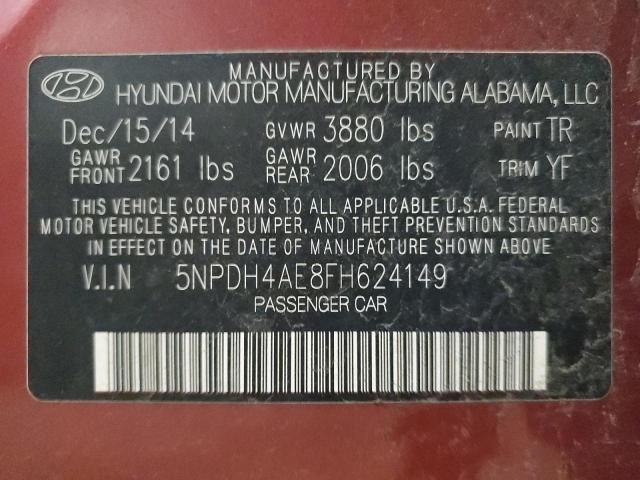 MANUFACTURED BY
HYUNDAI MOTOR MANUFACTURING ALABAMA, LLC
Dec/15/14 GVWR 3880 lbs PAINT TR
GAWR FRONT 2161 lbs GAWR REAR 2006 lbs TRIM YF
THIS VEHICLE CONFORMS TO ALL APPLICABLE U.S.A. FEDERAL
MOTOR VEHICLE SAFETY, BUMPER, AND THEFT PREVENTION STANDARDS
IN EFFECT ON THE DATE OF MANUFACTURE SHOWN ABOVE
V.I.N 5NPDH4AE8FH624149
PASSENGER CAR